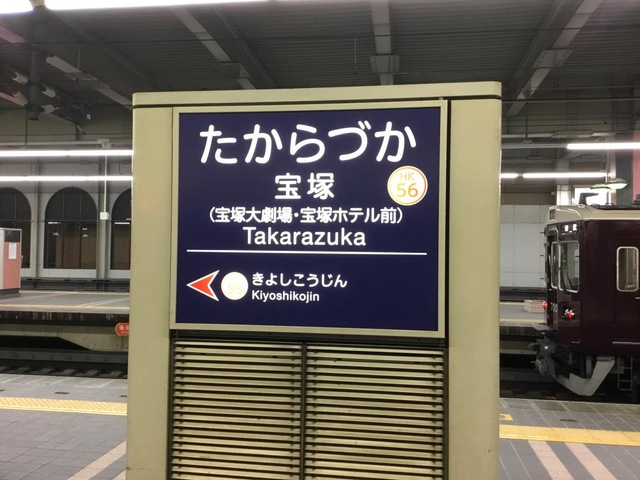 たからづか
宝塚
HK
56
（宝塚大劇場・宝塚ホテル前）
Takarazuka
きよしこうじん
Kiyoshikojin